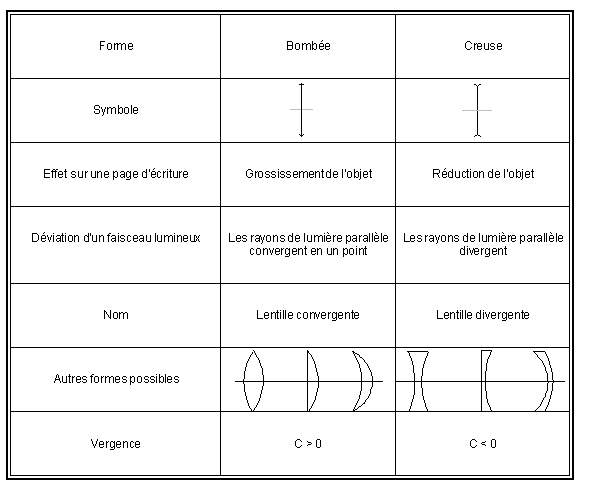 Forme Bombée Creuse
Symbole
Effet sur une page d'écriture Grossissement de l'objet Réduction de l'objet
Déviation d'un faisceau lumineux Les rayons de lumière parallèle Les rayons de lumière parallèle
convergent en un point divergent
Nom Lentille convergente Lentille divergente
Autres formes possibles
Vergence C > 0 C < 0